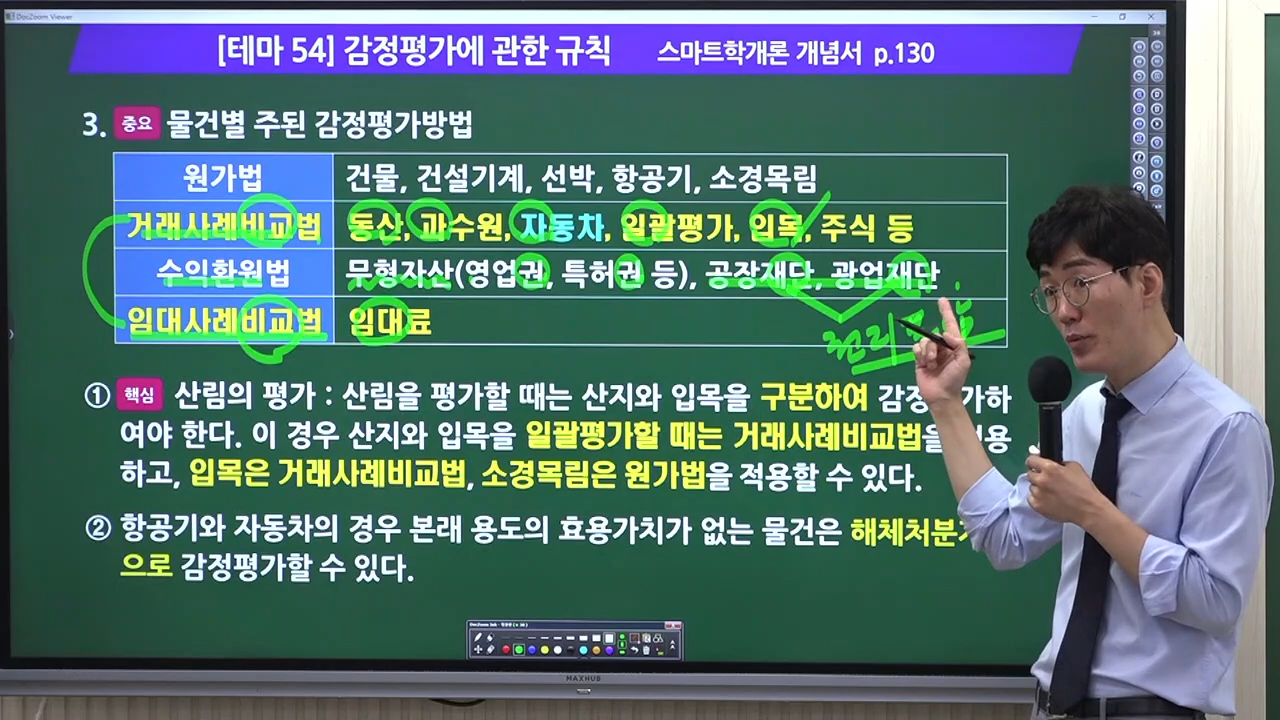 DocZoom Viewer
[테마 54] 감정평가에 관한 규칙 스마트학개론 개념서 p.130
3. 중요 물건별 주된 감정평가방법
원가법 건물, 건설기계, 선박, 항공기, 소경목림
거래사례비교법 동산, 과수원, 자동차, 일괄평가, 입목, 주식 등
수익환원법 무형자산(영업권, 특허권 등), 공장재단, 광업재단
임대사례비교법 임대료
① 핵심 산림의 평가 : 산림을 평가할 때는 산지와 입목을 구분하여 감정 가하
여야 한다. 이 경우 산지와 입목을 일괄평가할 때는 거래사례비교법을 용
하고, 입목은 거래사례비교법, 소경목림은 원가법을 적용할 수 있다.
② 항공기와 자동차의 경우 본래 용도의 효용가치가 없는 물건은 해체처분
으로 감정평가할 수 있다.
MAXHUB